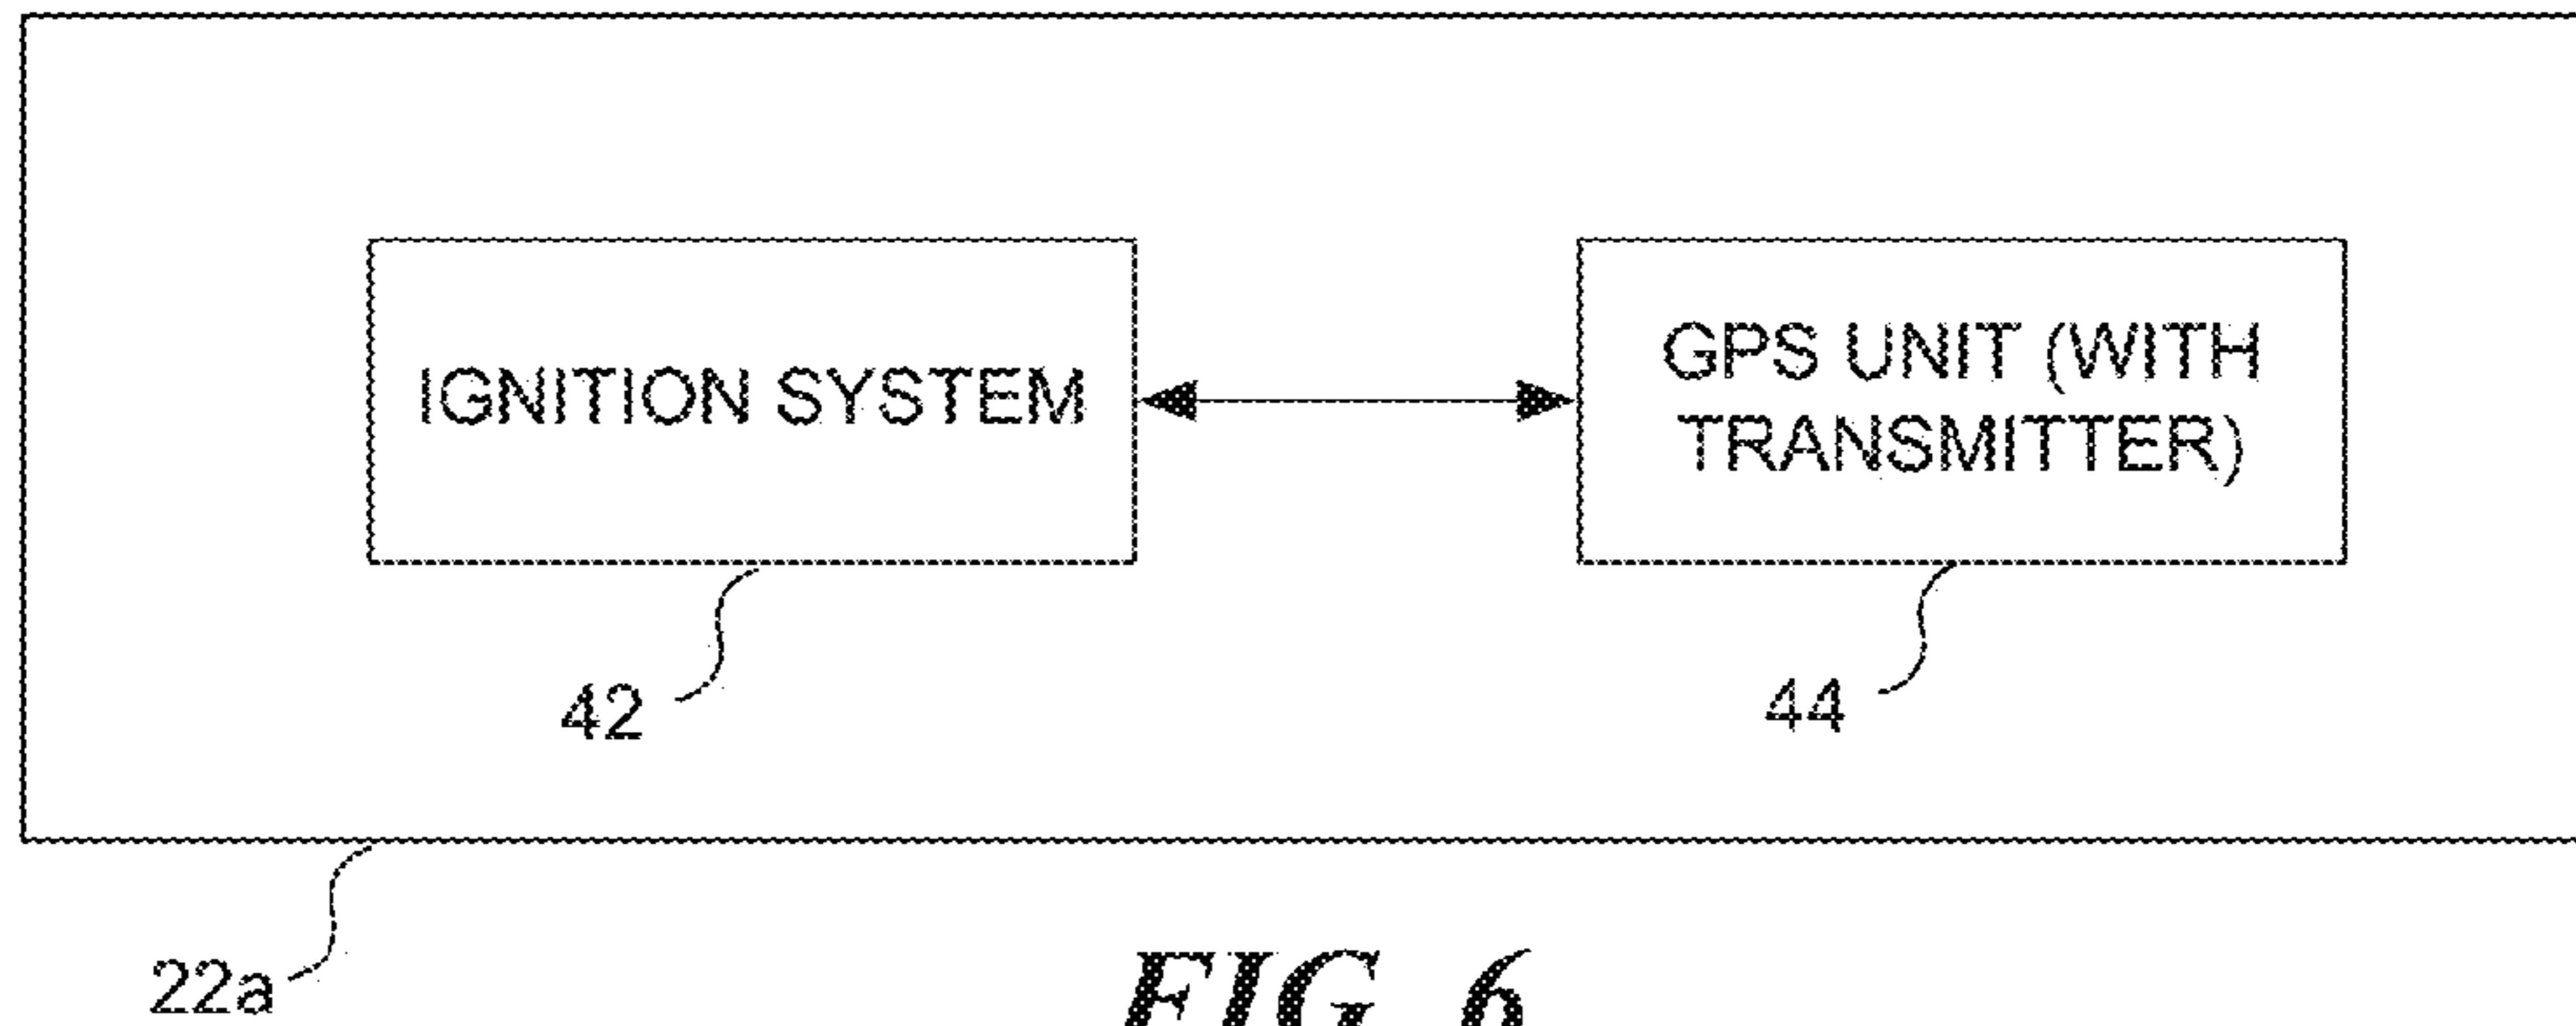 IGNITION SYSTEM
GPS UNIT (WITH
TRANSMITTER)
42
44
22a
FIG. 6